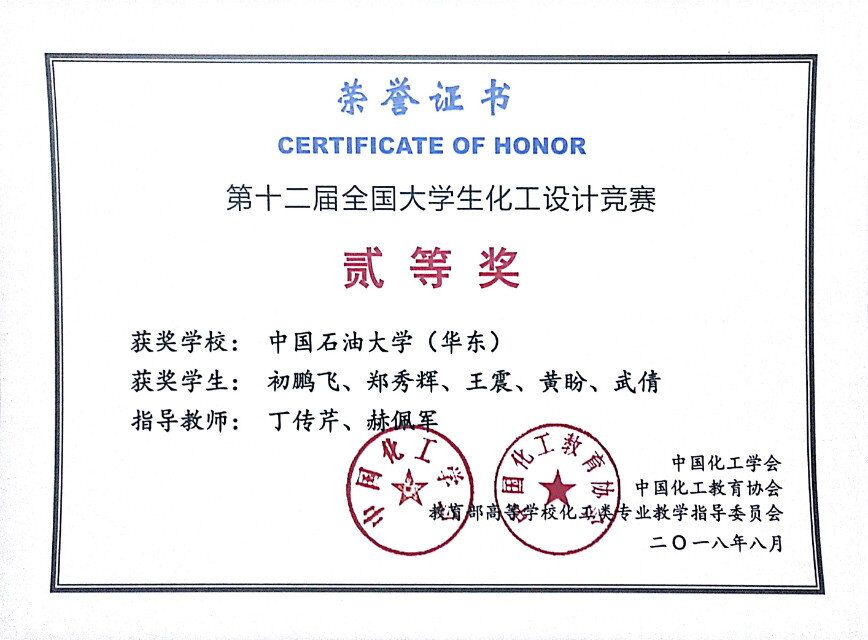 荣誉证书
CERTIFICATE OF HONOR
第十二届全国大学生化工设计竞赛
贰等奖
获奖学校： 中国石油大学（华东）
获奖学生： 初鹏飞、郑秀辉、王震、黄盼、武倩
指导教师： 丁传芹、赫佩军
中国化工学会
中国化工教育协会
中国化工学会
中国化工教育协会
教育部高等学校化工类专业教学指导委员会
二〇一八年八月